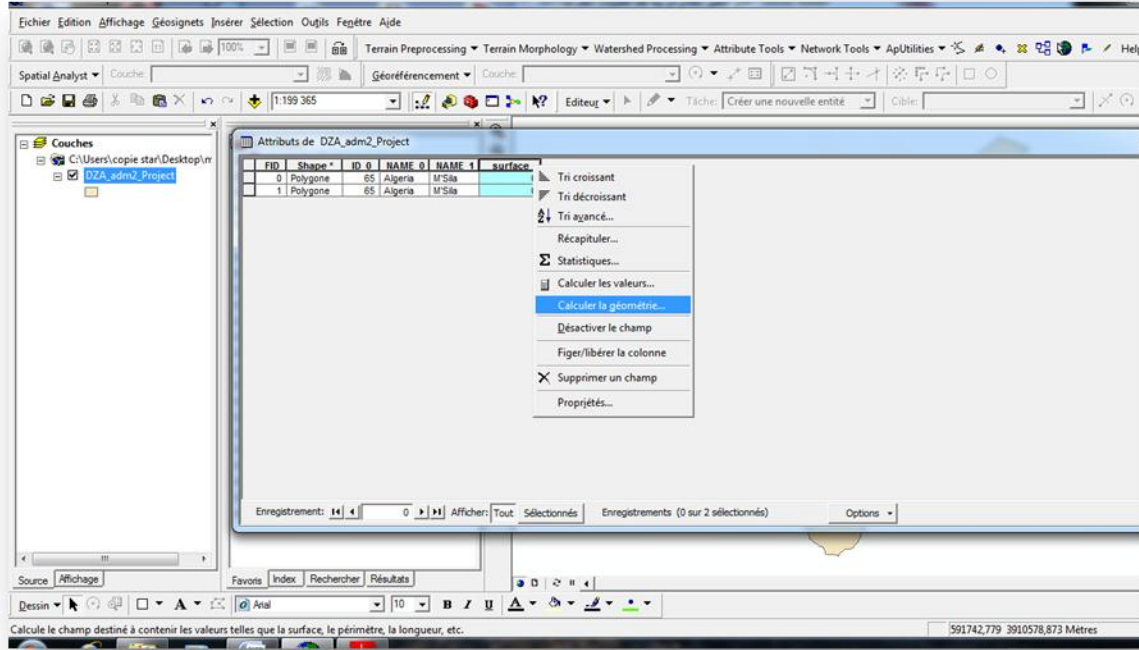 Fichier Edition Affichage Géosignets Insérer Sélection Outils Fenêtre Aide
100% Terrain Preprocessing Terrain Morphology Watershed Processing Attribute Tools Network Tools ApUtilities Help
Spatial Analyst Couche: Géoréférencement Couche:
1:199 365 Editeur Tâche: Créer une nouvelle entité Cible:
Couches
C:\Users\copie star\Desktop\m
DZA_adm2_Project
Attributs de DZA_adm2_Project
FID Shape * ID_0 NAME_0 NAME_1 surface
0 Polygone 65 Algeria M'Sila
1 Polygone 65 Algeria M'Sila
Tri croissant
Tri décroissant
Tri avancé...
Récapituler...
Statistiques...
Calculer les valeurs...
Calculer la géométrie...
Désactiver le champ
Figer/libérer la colonne
Supprimer un champ
Propriétés...
Enregistrement: 0 Afficher: Tout Sélectionnés Enregistrements (0 sur 2 sélectionnés) Options
Source Affichage
Favoris Index Rechercher Résultats
Dessin A Arial 10 B I U A
Calcule le champ destiné à contenir les valeurs telles que la surface, le périmètre, la longueur, etc.
591742,779 3910578,873 Mètres